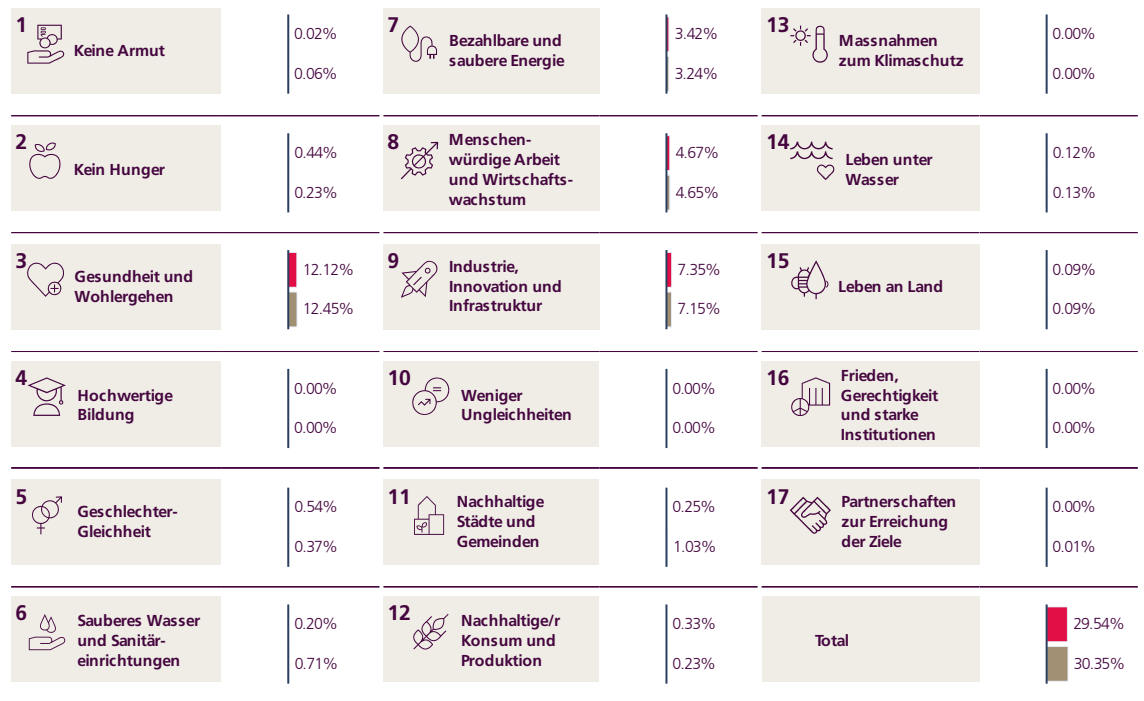 1
Keine Armut
0.02%
0.06%
2
Kein Hunger
0.44%
0.23%
3
Gesundheit und
Wohlergehen
12.12%
12.45%
4
Hochwertige
Bildung
0.00%
0.00%
5
Geschlechter-
Gleichheit
0.54%
0.37%
6
Sauberes Wasser
und Sanitär-
einrichtungen
0.20%
0.71%
7
Bezahlbare und
saubere Energie
3.42%
3.24%
8
Menschen-
würdige Arbeit
und Wirtschafts-
wachstum
4.67%
4.65%
9
Industrie,
Innovation und
Infrastruktur
7.35%
7.15%
10
Weniger
Ungleichheiten
0.00%
0.00%
11
Nachhaltige
Städte und
Gemeinden
0.25%
1.03%
12
Nachhaltige/r
Konsum und
Produktion
0.33%
0.23%
13
Massnahmen
zum Klimaschutz
0.00%
0.00%
14
Leben unter
Wasser
0.12%
0.13%
15
Leben an Land
0.09%
0.09%
16
Frieden,
Gerechtigkeit
und starke
Institutionen
0.00%
0.00%
17
Partnerschaften
zur Erreichung
der Ziele
0.00%
0.01%
Total
29.54%
30.35%